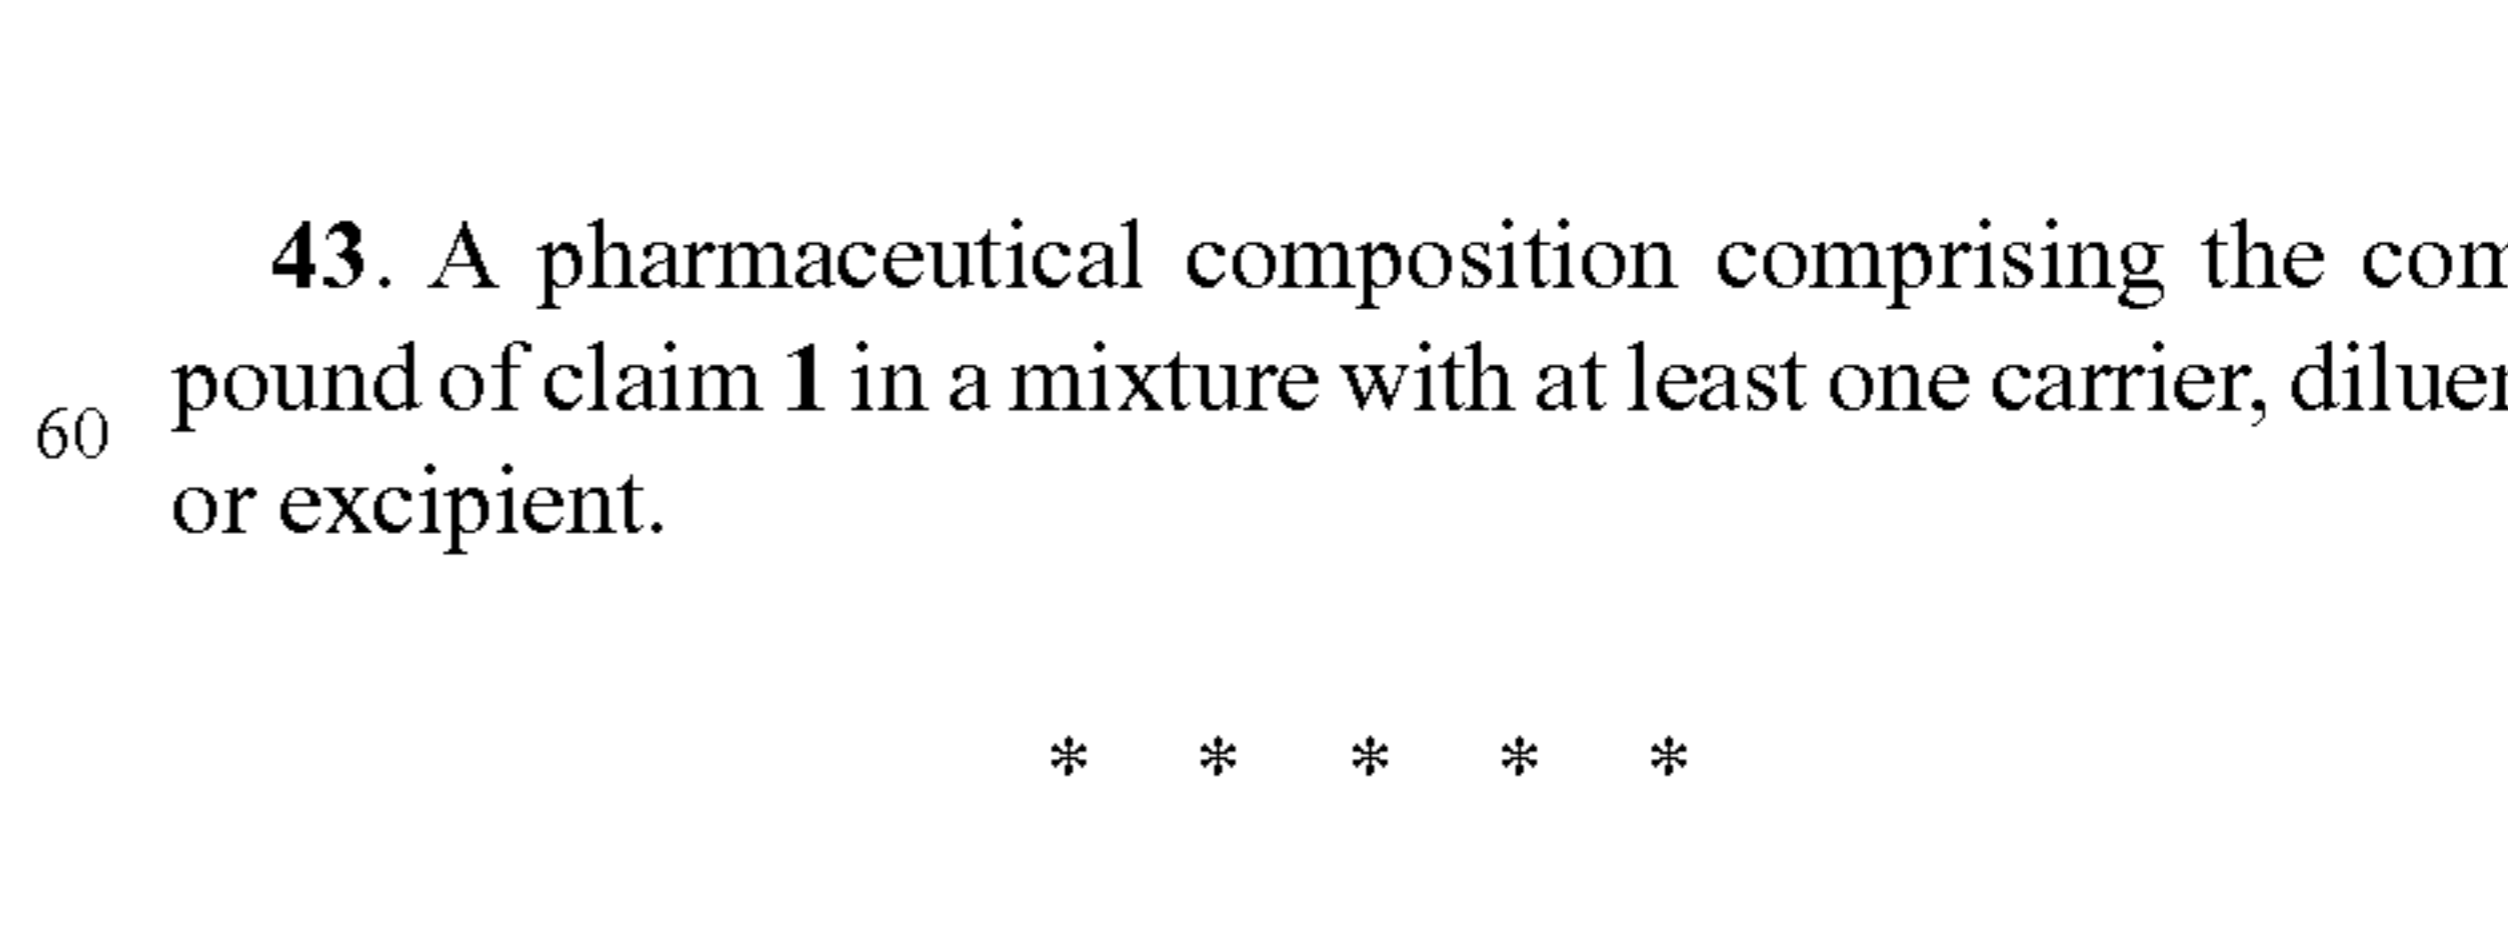 43. A pharmaceutical composition comprising the com
pound of claim 1 in a mixture with at least one carrier,
60
or excipient.
* * * * *